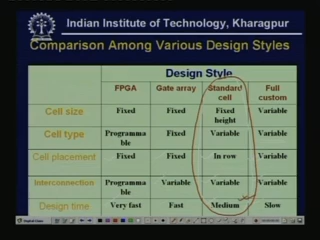 Indian Institute of Technology, Kharagpur
Comparison Among Various Design Styles
Design Style
FPGA Gate array Standard cell Full custom
Cell size Fixed Fixed Fixed height Variable
Cell type Programma ble Fixed Variable Variable
Cell placement Fixed Fixed In row Variable
Interconnection Programma ble Variable Variable Variable
Design time Very fast Fast Medium Slow